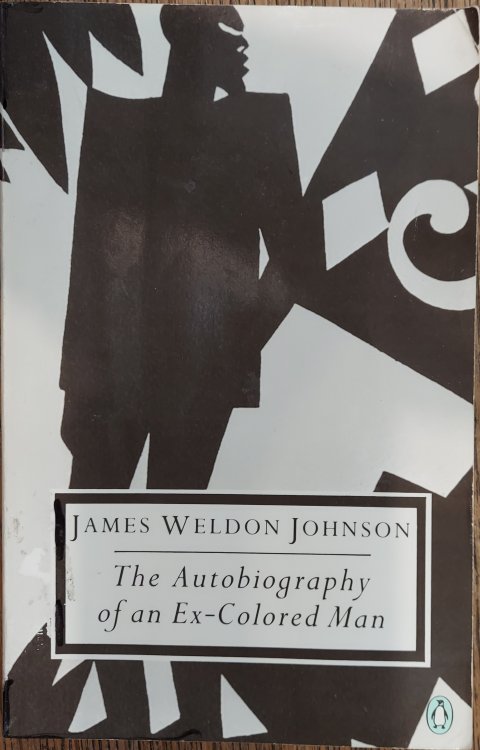 JAMES WELDON JOHNSON
The Autobiography
of an Ex-Colored Man